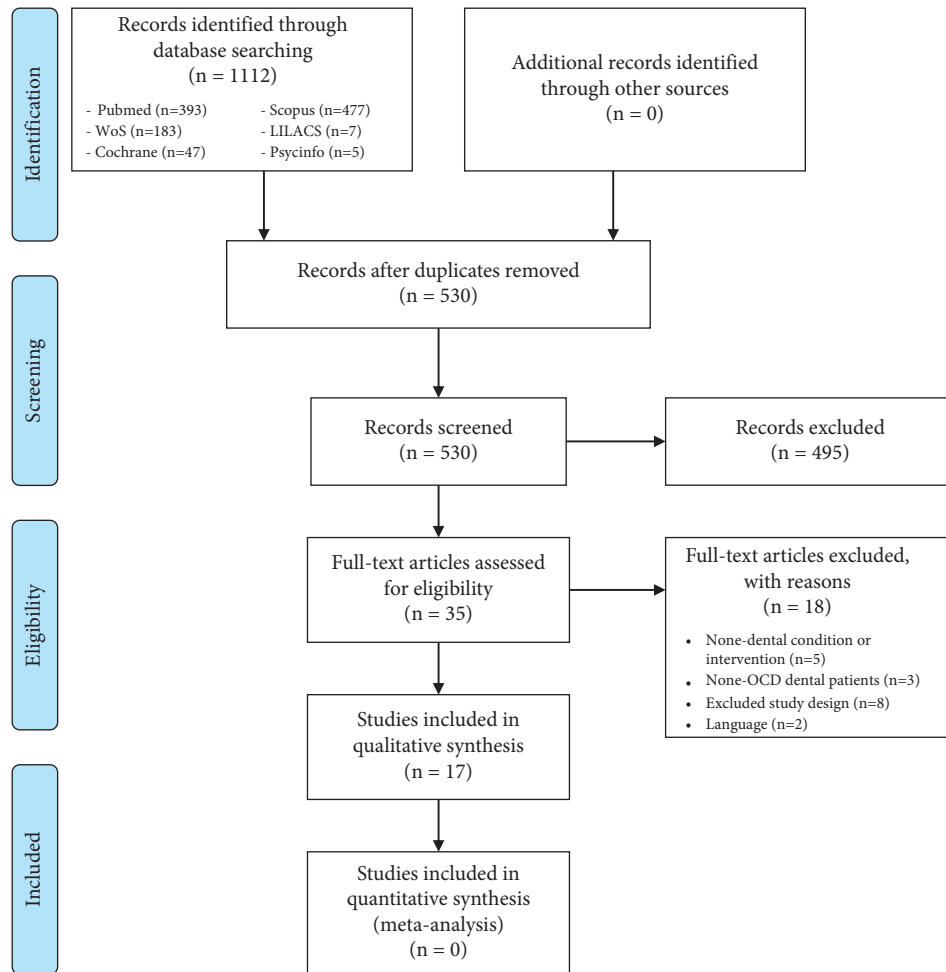 Identification
Records identified through
database searching
(n = 1112)
- Pubmed (n=393)
- WoS (n=183)
- Cochrane (n=47)
- Scopus (n=477)
- LILACS (n=7)
- Psycinfo (n=5)
Additional records identified
through other sources
(n = 0)
Records after duplicates removed
(n = 530)
Screening
Records screened
(n = 530)
Records excluded
(n = 495)
Eligibility
Full-text articles assessed
for eligibility
(n = 35)
Full-text articles excluded,
with reasons
(n = 18)
• None-dental condition or
intervention (n=5)
• None-OCD dental patients (n=3)
• Excluded study design (n=8)
• Language (n=2)
Studies included in
qualitative synthesis
(n = 17)
Included
Studies included in
quantitative synthesis
(meta-analysis)
(n = 0)